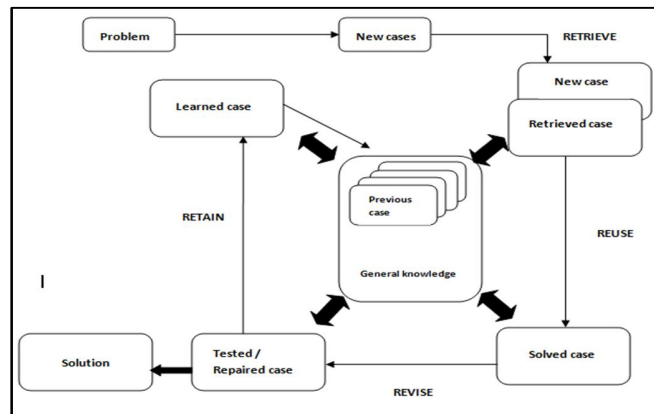 Problem
New cases
RETRIEVE
New case
Retrieved case
Learned case
Previous
case
General knowledge
RETAIN
REUSE
Solution
Tested /
Repaired case
Solved case
REVISE